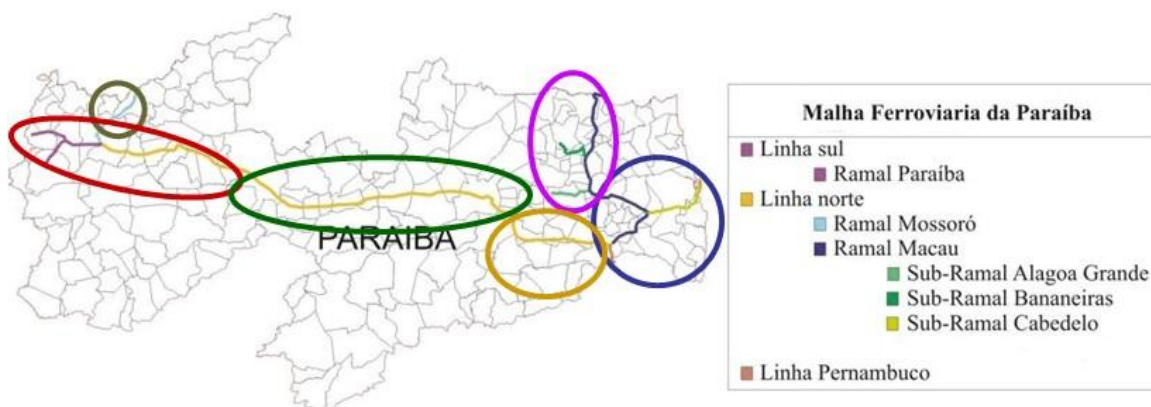 PARAIBA
Malha Ferroviaria da Paraíba
Linha sul
Ramal Paraíba
Linha norte
Ramal Mossoró
Ramal Macau
Sub-Ramal Alagoa Grande
Sub-Ramal Bananeiras
Sub-Ramal Cabedelo
Linha Pernambuco